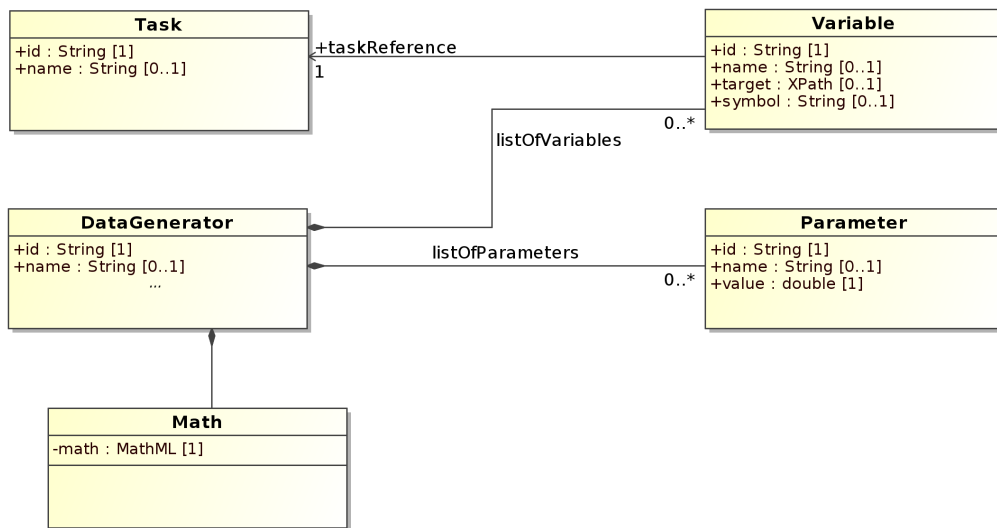 Task
+id : String [1]
+name : String [0..1]
+taskReference
1
Variable
+id : String [1]
+name : String [0..1]
+target : XPath [0..1]
+symbol : String [0..1]
0..*
listOfVariables
DataGenerator
+id : String [1]
+name : String [0..1]
...
listOfParameters
0..*
Parameter
+id : String [1]
+name : String [0..1]
+value : double [1]
Math
-math : MathML [1]